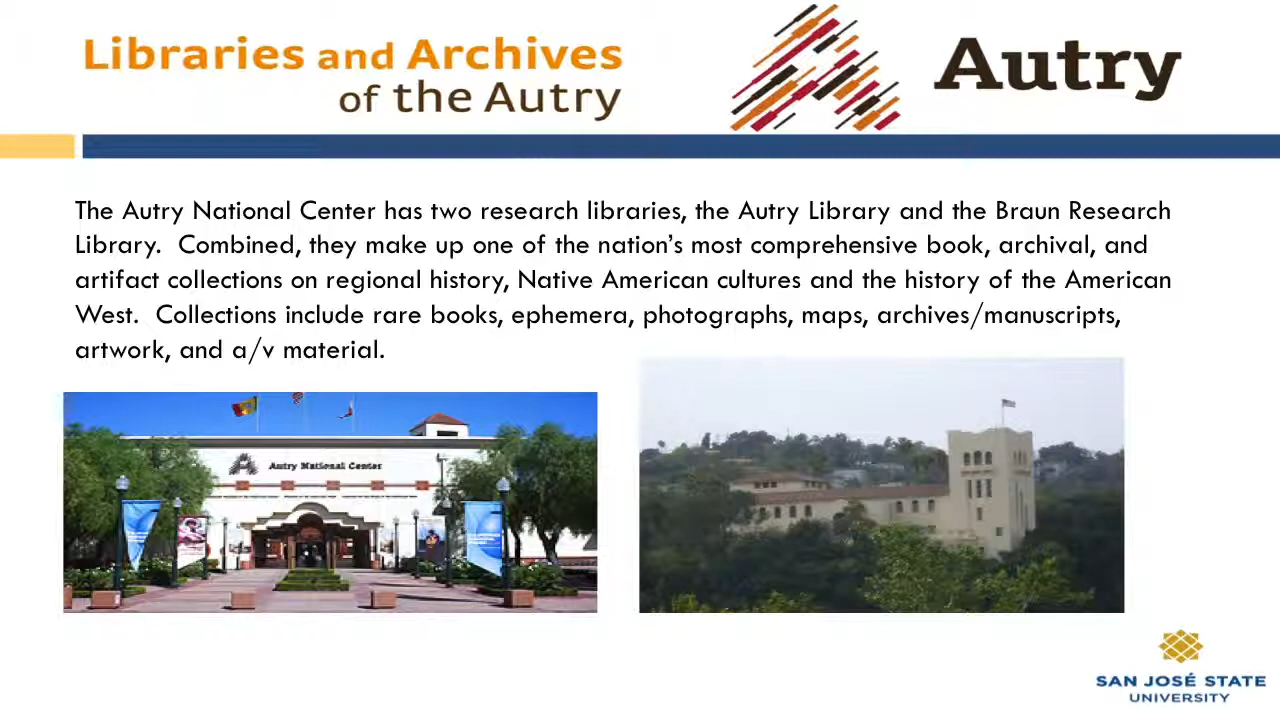 Libraries and Archives
of the Autry
Autry
The Autry National Center has two research libraries, the Autry Library and the Braun Research
Library.  Combined, they make up one of the nation's most comprehensive book, archival, and
artifact collections on regional history, Native American cultures and the history of the American
West.  Collections include rare books, ephemera, photographs, maps, archives/manuscripts,
artwork, and a/v material.
Autry National Center
SAN JOSÉ STATE
UNIVERSITY